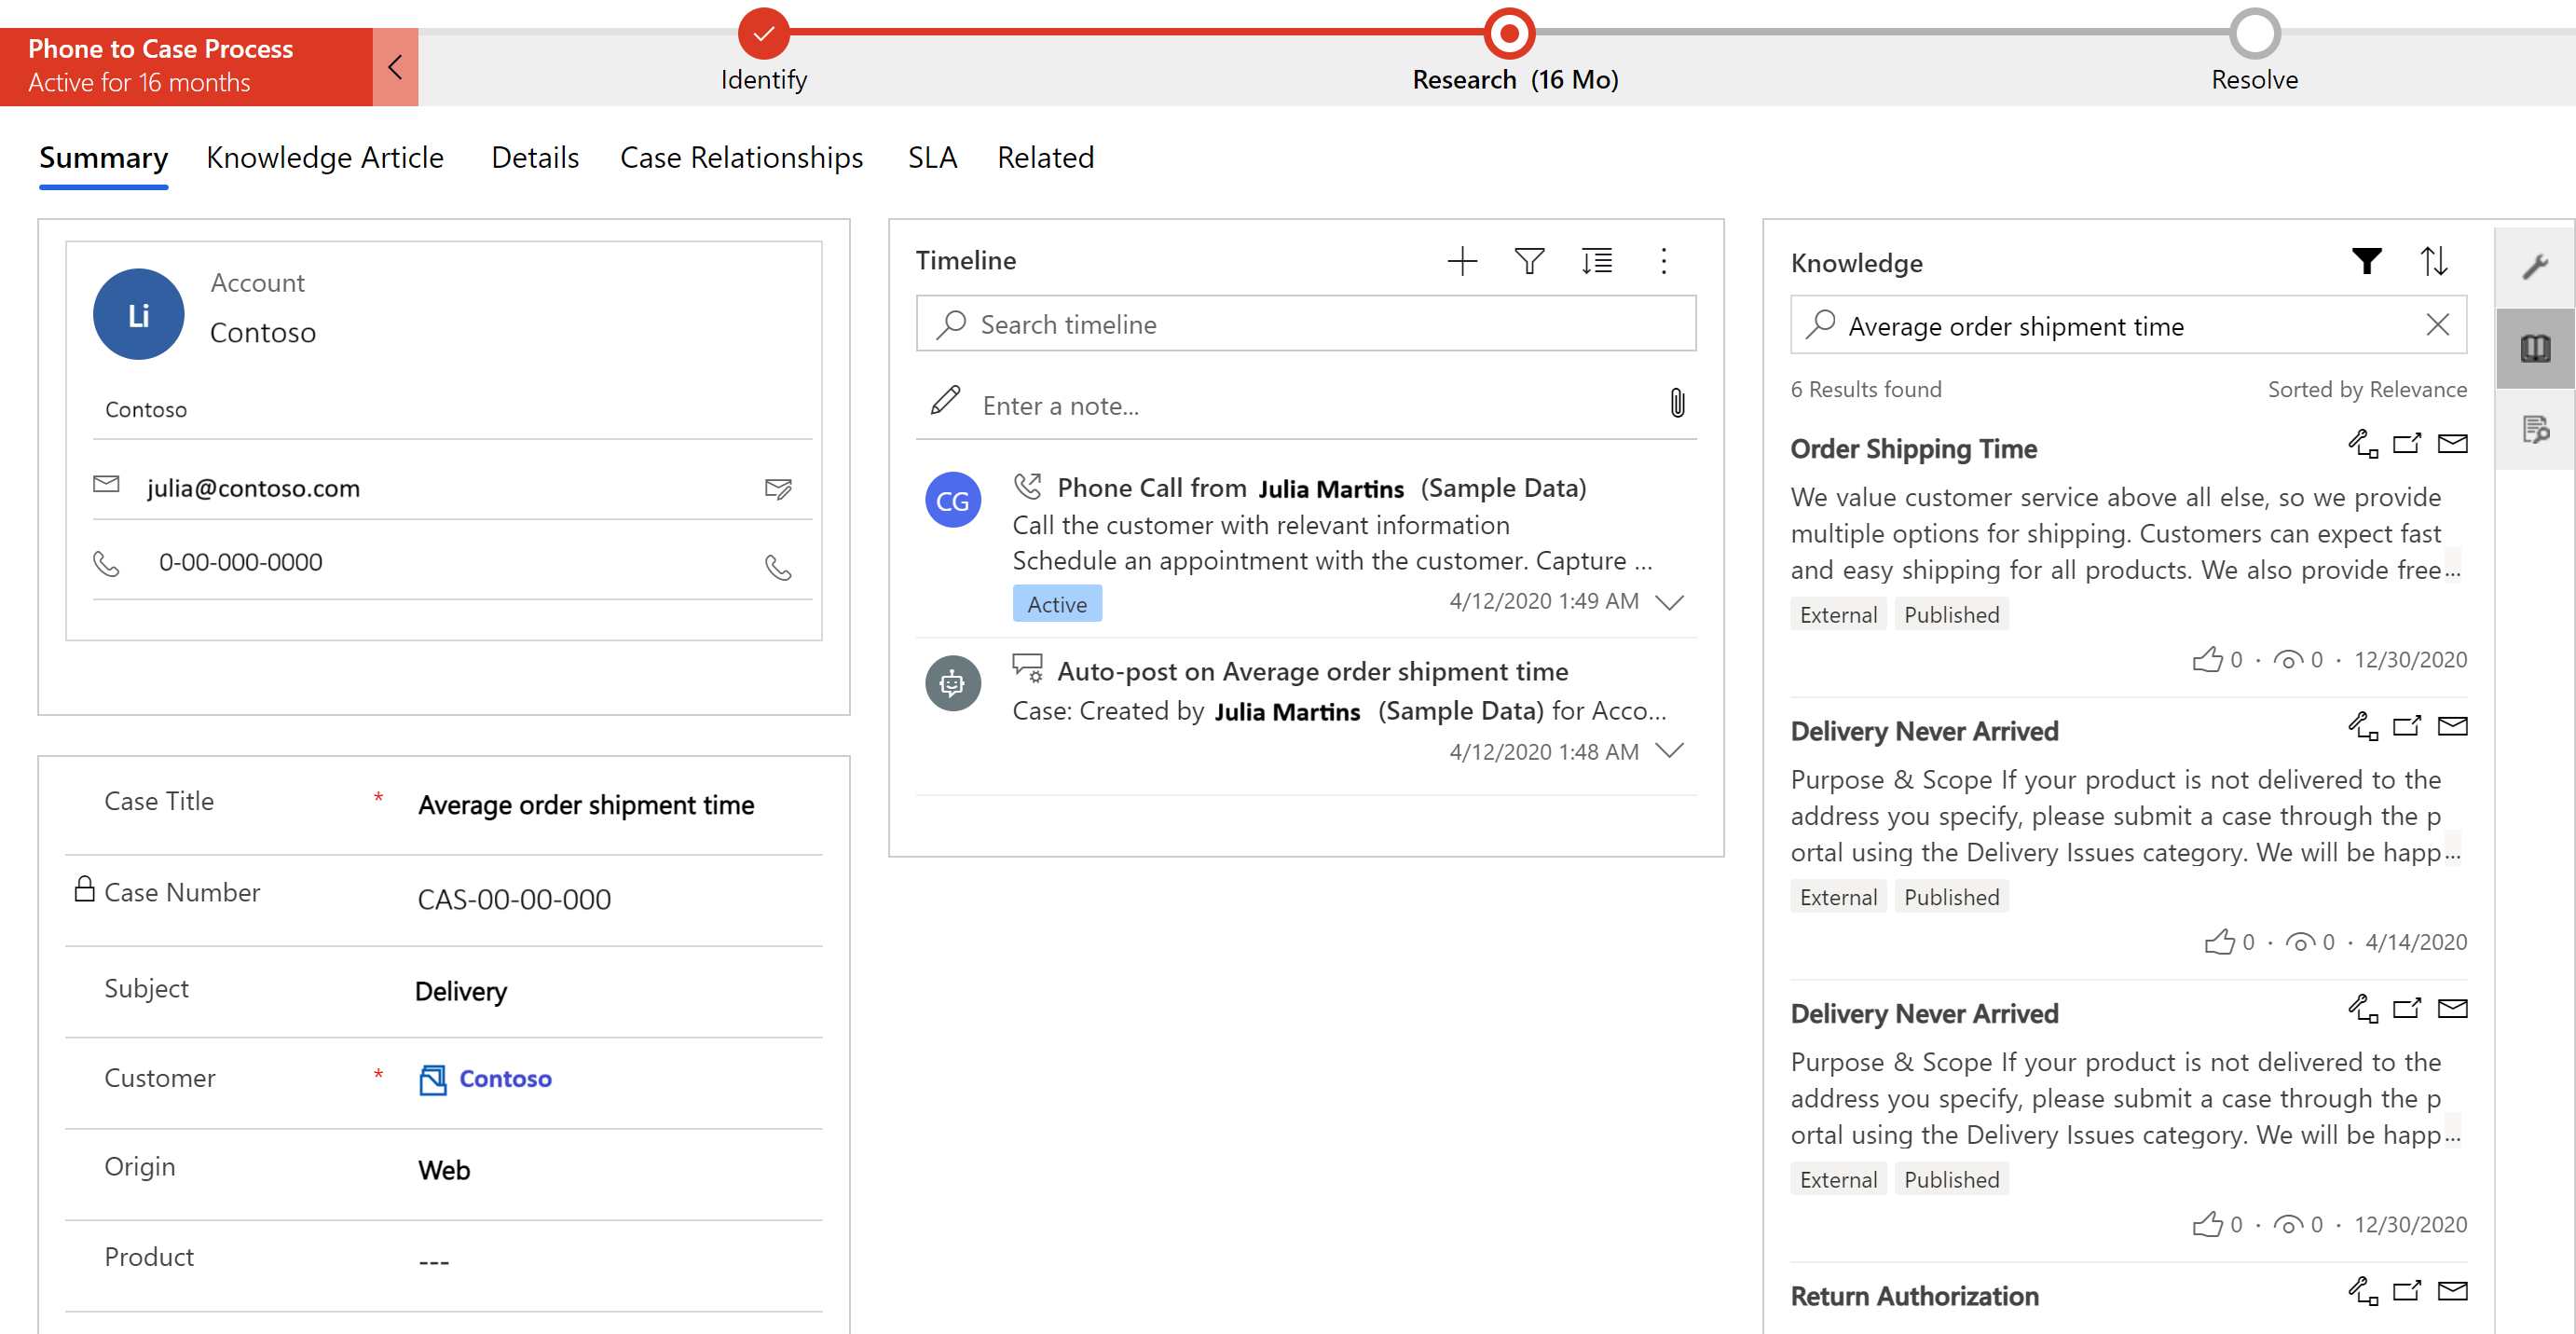 Phone to Case Process
Active for 16 months
Identify
Research (16 Mo)
Resolve
Summary
Knowledge Article
Details
Case Relationships
SLA
Related
Li
Account
Contoso
Contoso
julia@contoso.com
0-00-000-0000
Case Title * Average order shipment time
Case Number CAS-00-00-000
Subject Delivery
Customer * Contoso
Origin Web
Product ---
Timeline
Search timeline
Enter a note...
CG
Phone Call from Julia Martins (Sample Data)
Call the customer with relevant information
Schedule an appointment with the customer. Capture ...
Active
4/12/2020 1:49 AM
Auto-post on Average order shipment time
Case: Created by Julia Martins (Sample Data) for Acco...
4/12/2020 1:48 AM
Knowledge
Average order shipment time
6 Results found
Sorted by Relevance
Order Shipping Time
We value customer service above all else, so we provide
multiple options for shipping. Customers can expect fast
and easy shipping for all products. We also provide free...
External Published
0 · 0 · 12/30/2020
Delivery Never Arrived
Purpose & Scope If your product is not delivered to the
address you specify, please submit a case through the p
ortal using the Delivery Issues category. We will be happ...
External Published
0 · 0 · 4/14/2020
Delivery Never Arrived
Purpose & Scope If your product is not delivered to the
address you specify, please submit a case through the p
ortal using the Delivery Issues category. We will be happ...
External Published
0 · 0 · 12/30/2020
Return Authorization